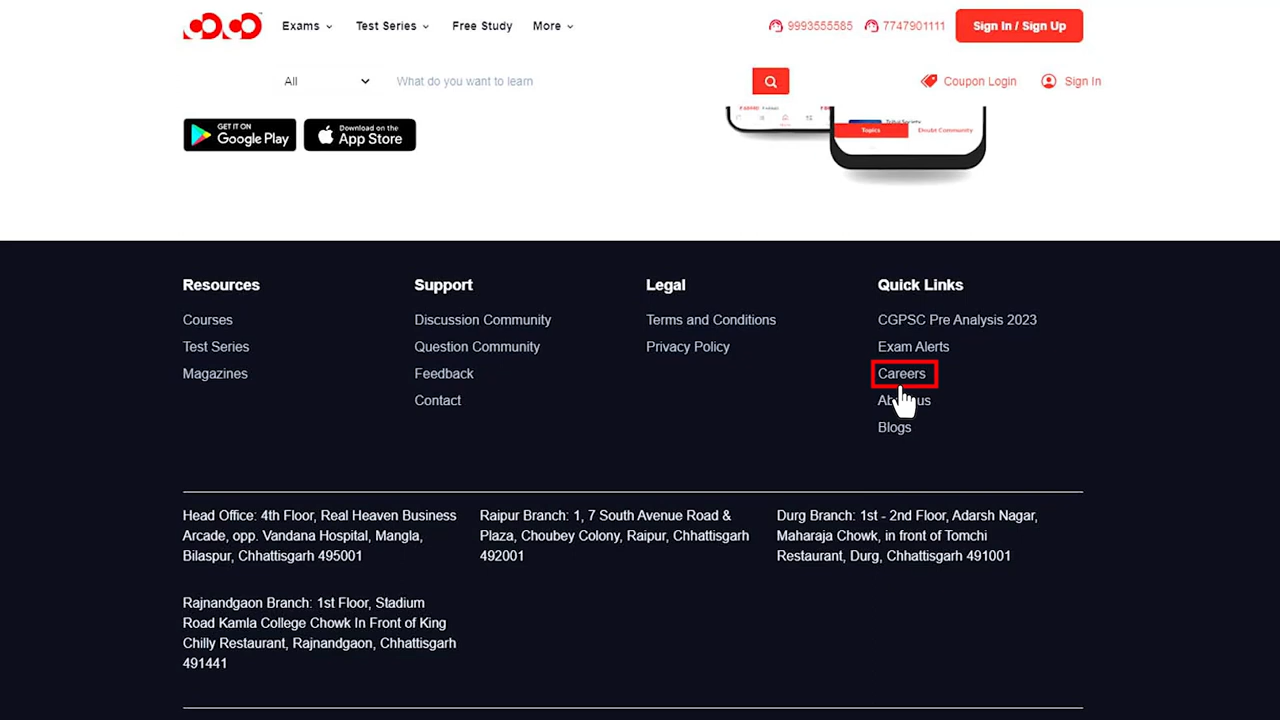 Exams Test Series Free Study More 9993555585 7747901111 Sign In / Sign Up
All What do you want to learn Coupon Login Sign In
GET IT ON Google Play Download on the App Store
Topics Doubt Community
Resources Support Legal Quick Links
Courses Discussion Community Terms and Conditions CGPSC Pre Analysis 2023
Test Series Question Community Privacy Policy Exam Alerts
Magazines Feedback Careers
Contact
Blogs
Head Office: 4th Floor, Real Heaven Business
Arcade, opp. Vandana Hospital, Mangla,
Bilaspur, Chhattisgarh 495001
Raipur Branch: 1, 7 South Avenue Road &
Plaza, Choubey Colony, Raipur, Chhattisgarh
492001
Durg Branch: 1st - 2nd Floor, Adarsh Nagar,
Maharaja Chowk, in front of Tomchi
Restaurant, Durg, Chhattisgarh 491001
Rajnandgaon Branch: 1st Floor, Stadium
Road Kamla College Chowk In Front of King
Chilly Restaurant, Rajnandgaon, Chhattisgarh
491441